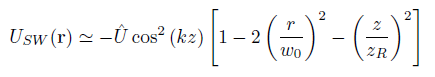 U_{SW}(\mathbf{r}) \simeq -\hat{U} \cos^2 (kz) \left[ 1 - 2 \left( \frac{r}{w_0} \right)^2 - \left( \frac{z}{z_R} \right)^2 \right]